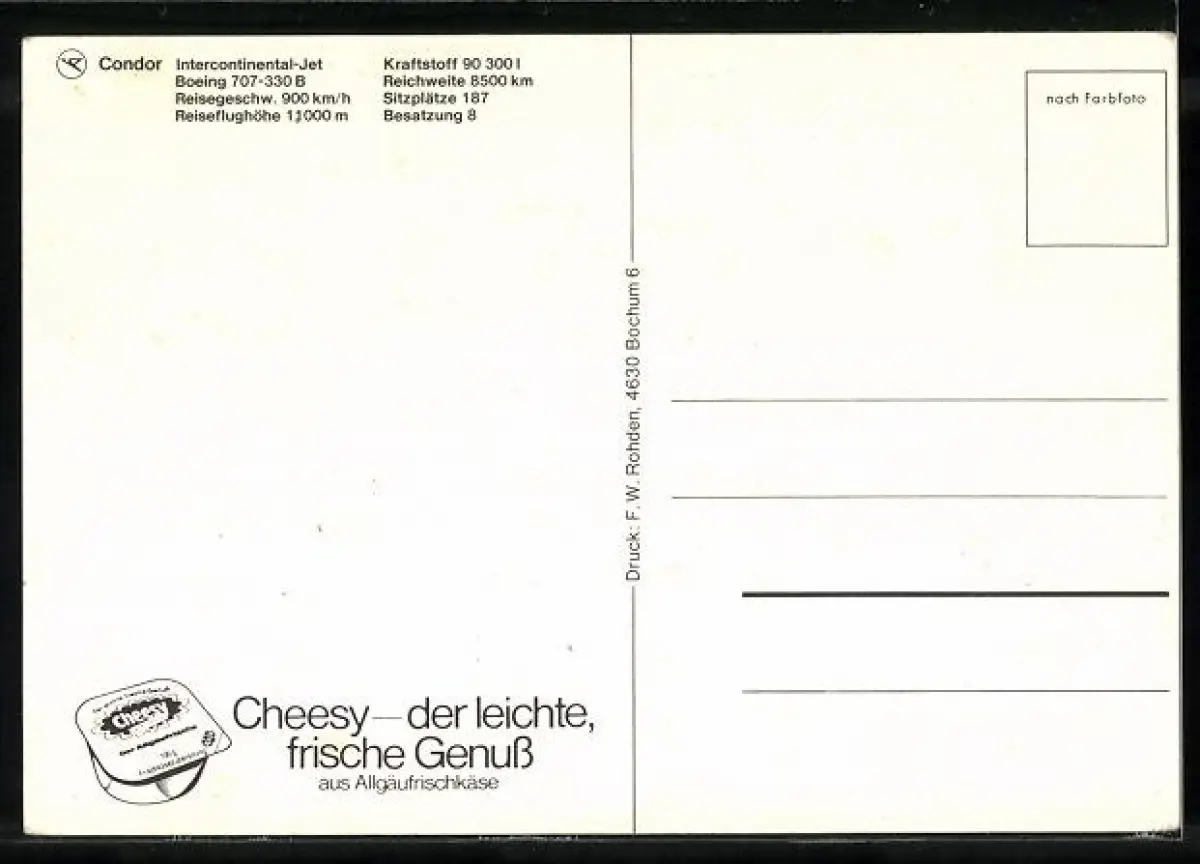 Condor
Intercontinental-Jet
Boeing 707-330 B
Reisegeschw. 900 km/h
Reiseflughöhe 11000 m
Kraftstoff 90 300 l
Reichweite 8500 km
Sitzplätze 187
Besatzung 8
nach Farbfoto
Druck: F. W. Rohden, 4630 Bochum 6
Cheesy
Cheesy — der leichte,
frische Genuß
aus Allgäufrischkäse